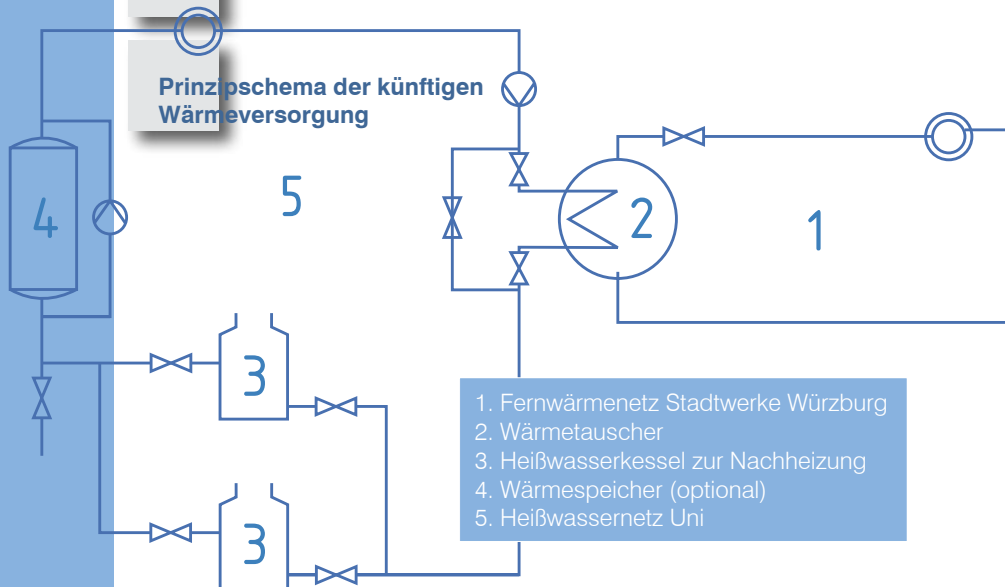 Prinzipschema der künftigen
Wärmeversorgung
4
5
2
1
3
3
1. Fernwärmenetz Stadtwerke Würzburg
2. Wärmetauscher
3. Heißwasserkessel zur Nachheizung
4. Wärmespeicher (optional)
5. Heißwassernetz Uni